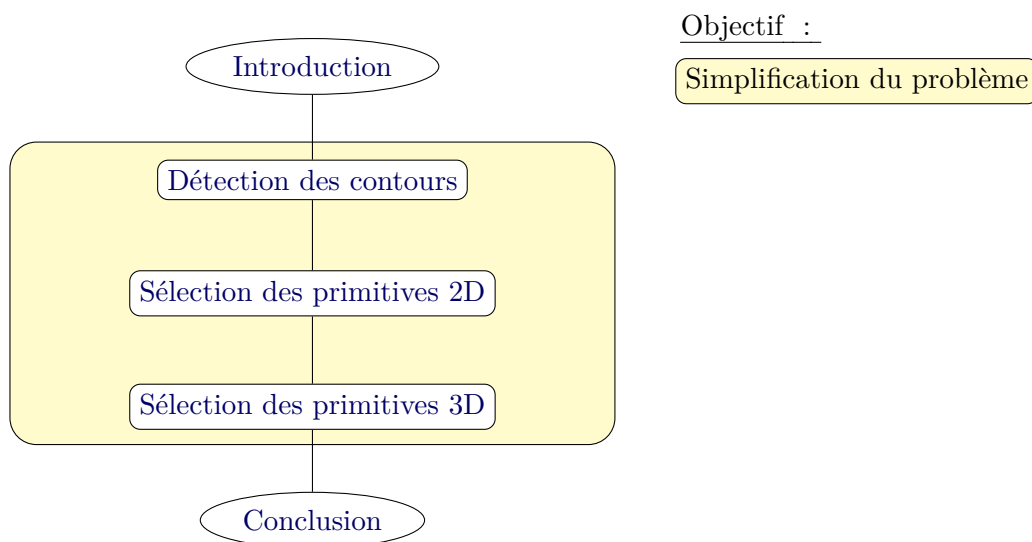 Objectif :
Simplification du problème
Introduction
Détection des contours
Sélection des primitives 2D
Sélection des primitives 3D
Conclusion